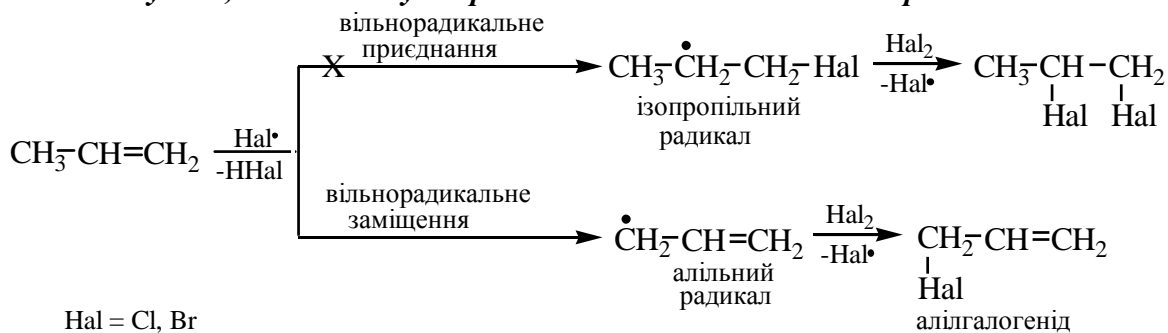 вільнорадикальне
приєднання
X
CH₃-ĊH₂-CH₂-Hal
Hal₂
-Hal•
CH₃-CH-CH₂
Hal Hal
ізопропільний
радикал
CH₃-CH=CH₂
Hal•
-HHal
вільнорадикальне
заміщення
ĊH₂-CH=CH₂
Hal₂
-Hal•
CH₂-CH=CH₂
Hal
алільний
радикал
Hal = Cl, Br
алілгалогенід